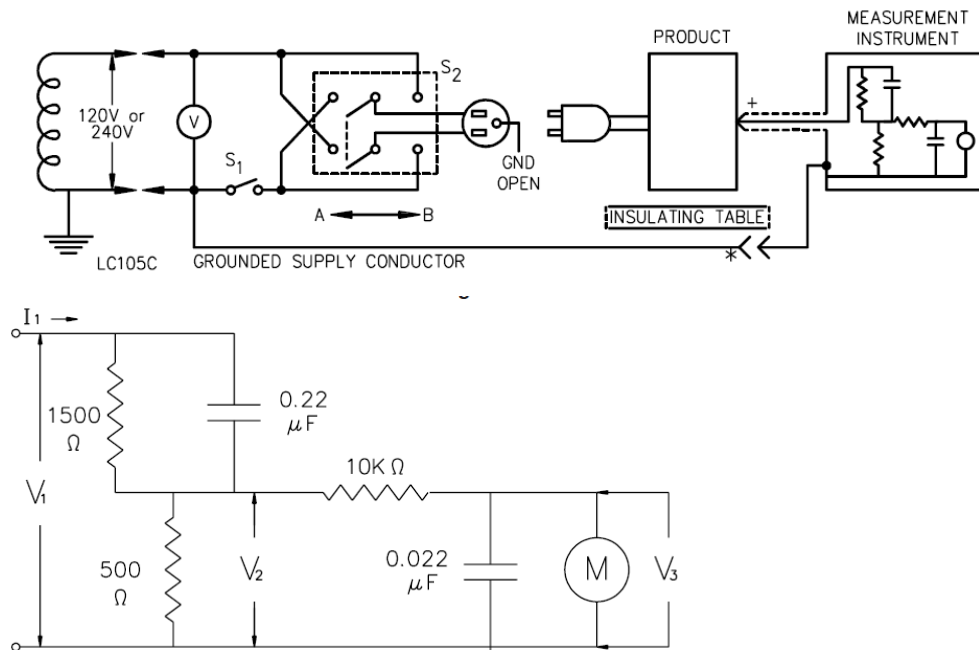 MEASUREMENT
INSTRUMENT
PRODUCT
S2
120V or
240V
V
+
S1
GND
OPEN
A
B
INSULATING TABLE
*
LC105C
GROUNDED SUPPLY CONDUCTOR
I1
1500
Ω
0.22
μF
10K Ω
V1
500
Ω
V2
0.022
μF
M
V3